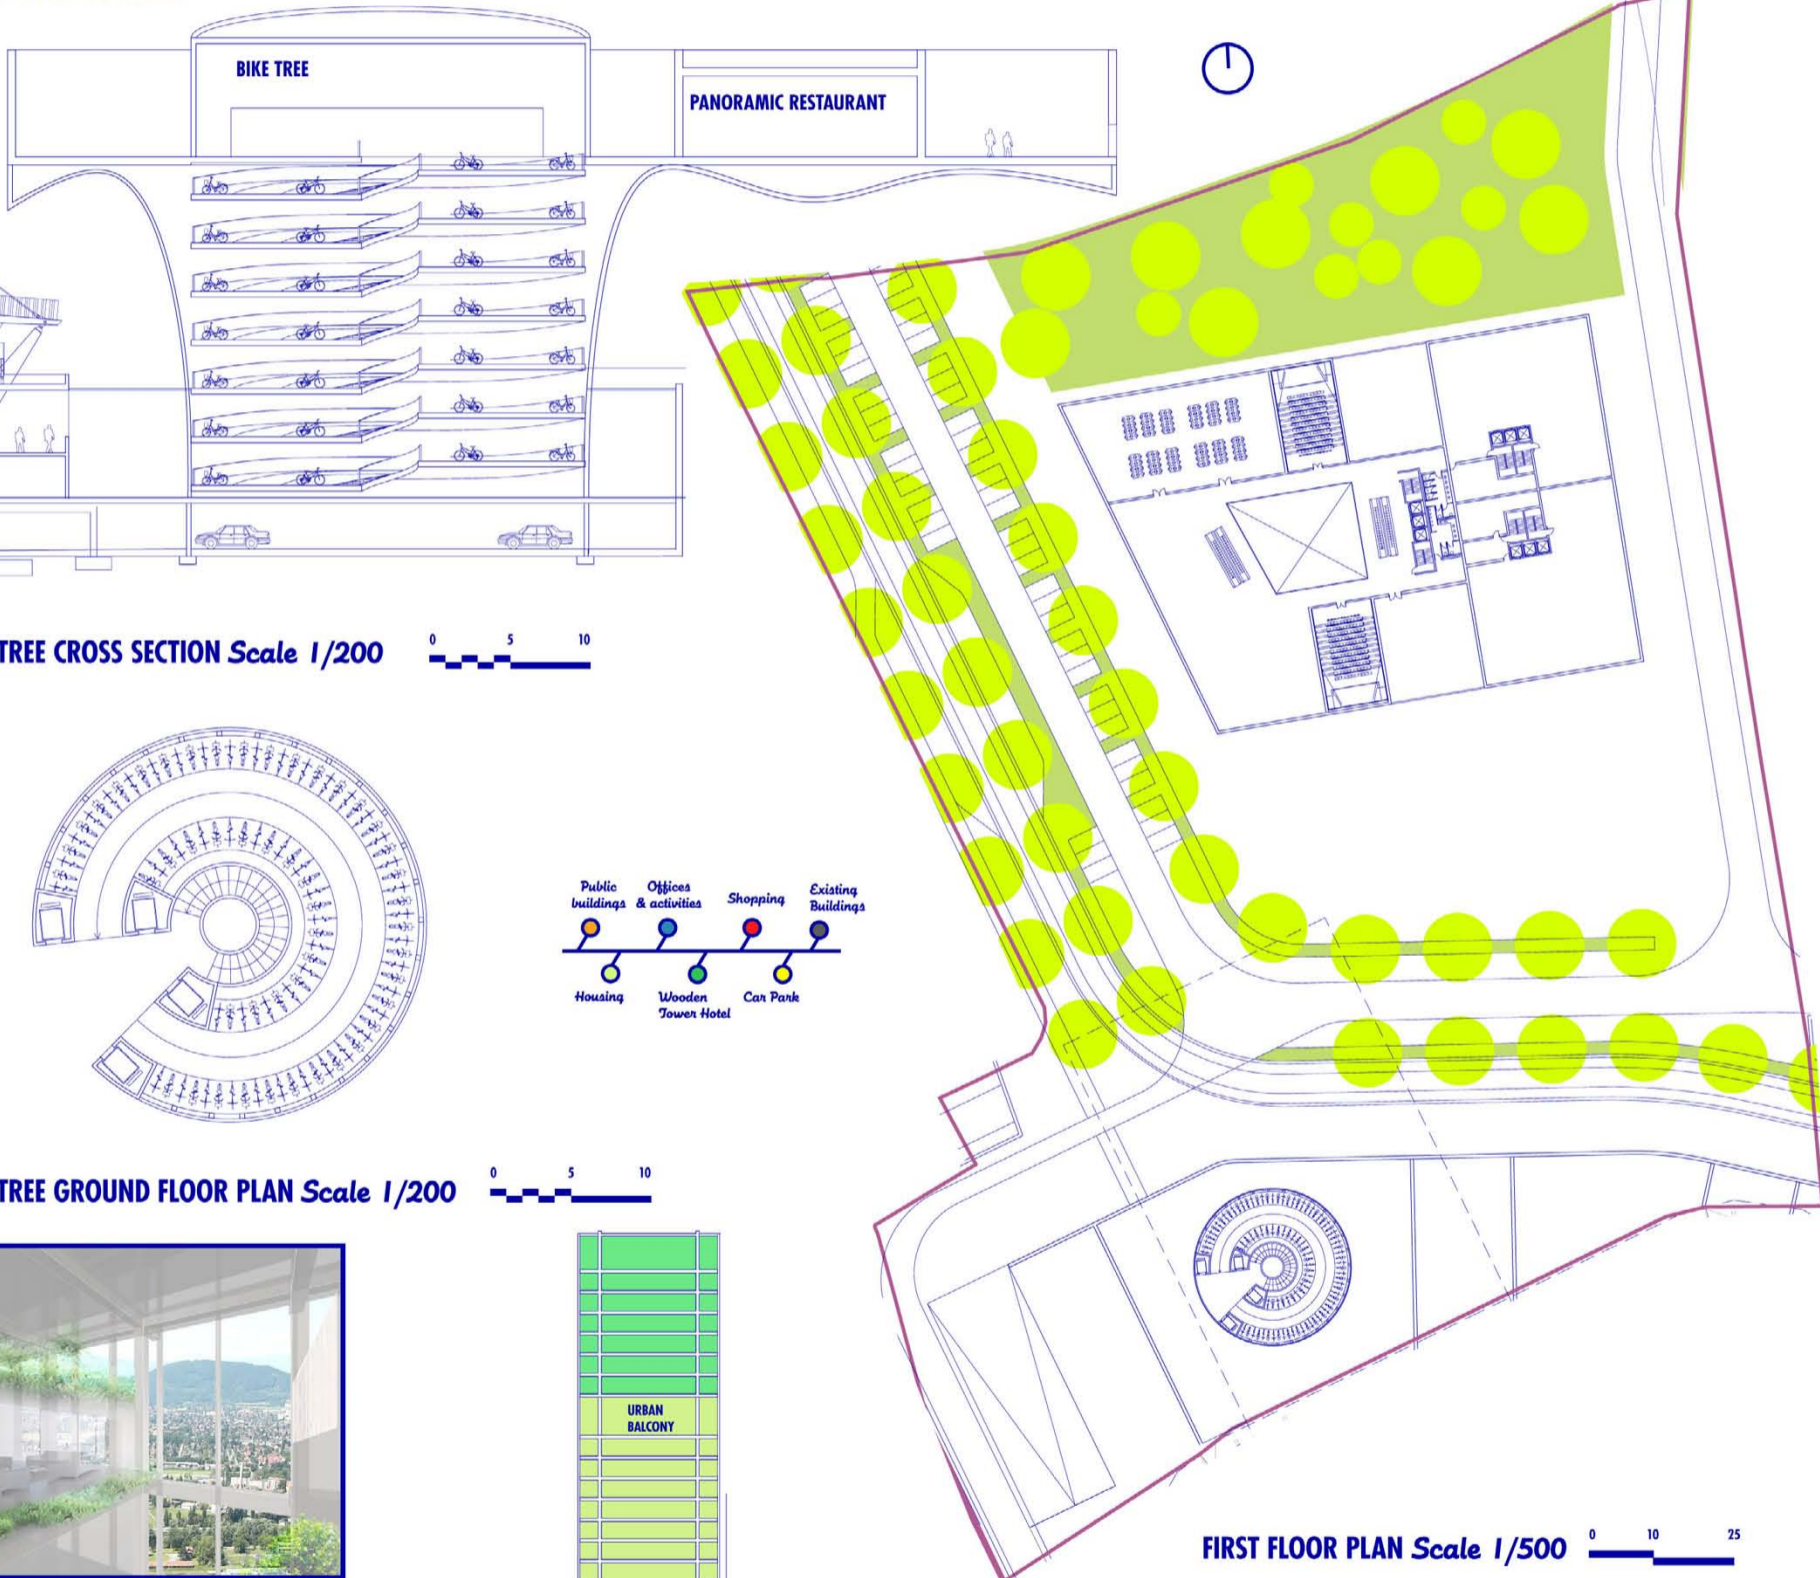 BIKE TREE
PANORAMIC RESTAURANT
TREE CROSS SECTION Scale 1/200
0 5 10
Public
buildings
Offices
& activities
Shopping
Existing
Buildings
Housing
Wooden
Tower Hotel
Car Park
TREE GROUND FLOOR PLAN Scale 1/200
0 5 10
URBAN
BALCONY
FIRST FLOOR PLAN Scale 1/500
0 10 25